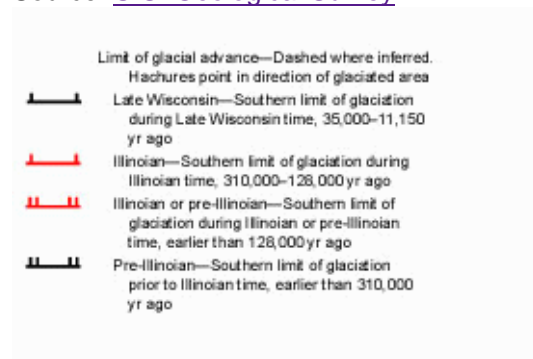 Limit of glacial advance—Dashed where inferred.
Hachures point in direction of glaciated area
Late Wisconsin—Southern limit of glaciation
during Late Wisconsin time, 35,000–11,150
yr ago
Illinoian—Southern limit of glaciation during
Illinoian time, 310,000–128,000 yr ago
Illinoian or pre-Illinoian—Southern limit of
glaciation during Illinoian or pre-Illinoian
time, earlier than 128,000 yr ago
Pre-Illinoian—Southern limit of glaciation
prior to Illinoian time, earlier than 310,000
yr ago